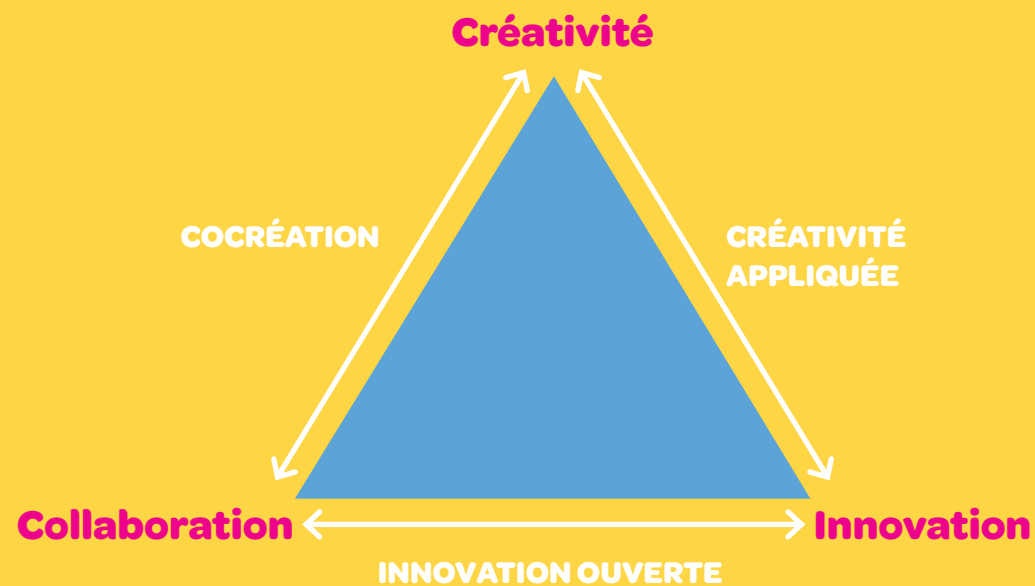 Créativité
COCRÉATION
CRÉATIVITÉ
APPLIQUÉE
Collaboration
Innovation
INNOVATION OUVERTE